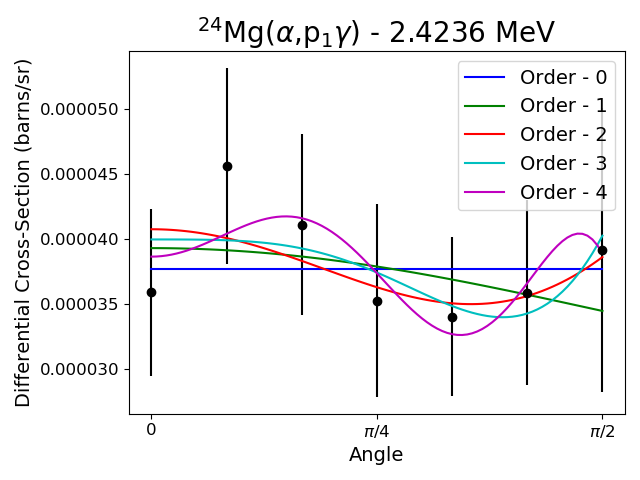 ²⁴Mg(α,p₁γ) - 2.4236 MeV
Differential Cross-Section (barns/sr)
0.000050
0.000045
0.000040
0.000035
0.000030
Order - 0
Order - 1
Order - 2
Order - 3
Order - 4
0
π/4
π/2
Angle